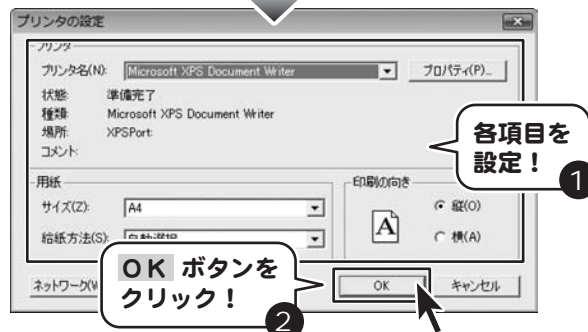 プリンタの設定
プリンタ
プリンタ名(N): Microsoft XPS Document Writer プロパティ(P)...
状態: 準備完了
種類: Microsoft XPS Document Writer
場所: XPSPort:
コメント:
各項目を
設定！
1
用紙
サイズ(Z): A4
給紙方法(S): 自動選択
印刷の向き
A
縦(O)
横(A)
ネットワーク(W
OK ボタンを
クリック！
2
OK
キャンセル